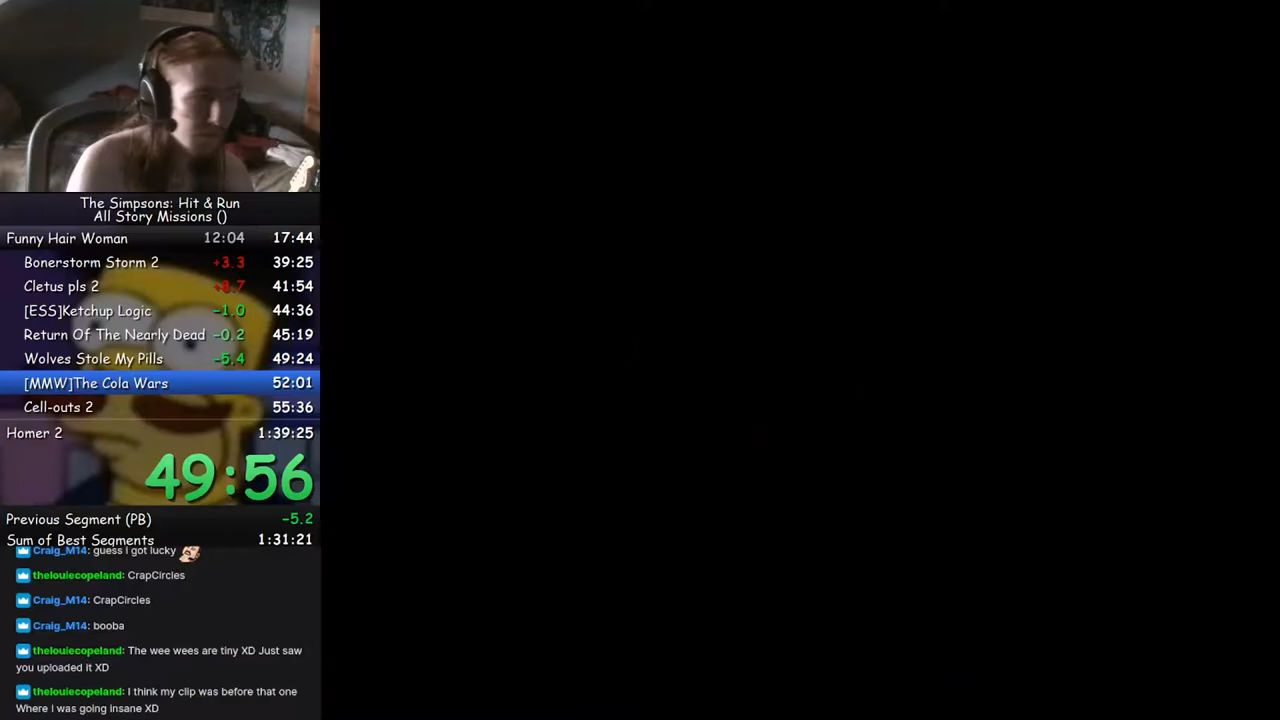 The Simpsons: Hit & Run
All Story Missions ()
Funny Hair Woman 12:04 17:44
Bonerstorm Storm 2 +3.3 39:25
Cletus pls 2 +8.7 41:54
[ESS]Ketchup Logic -1.0 44:36
Return Of The Nearly Dead -0.2 45:19
Wolves Stole My Pills -5.4 49:24
[MMW]The Cola Wars 52:01
Cell-outs 2 55:36
Homer 2 1:39:25
49:56
Previous Segment (PB) -5.2
Sum of Best Segments 1:31:21
Craig_M14: guess i got lucky
thelouiecopeland: CrapCircles
Craig_M14: CrapCircles
Craig_M14: booba
thelouiecopeland: The wee wees are tiny XD Just saw
you uploaded it XD
thelouiecopeland: I think my clip was before that one
Where I was going insane XD